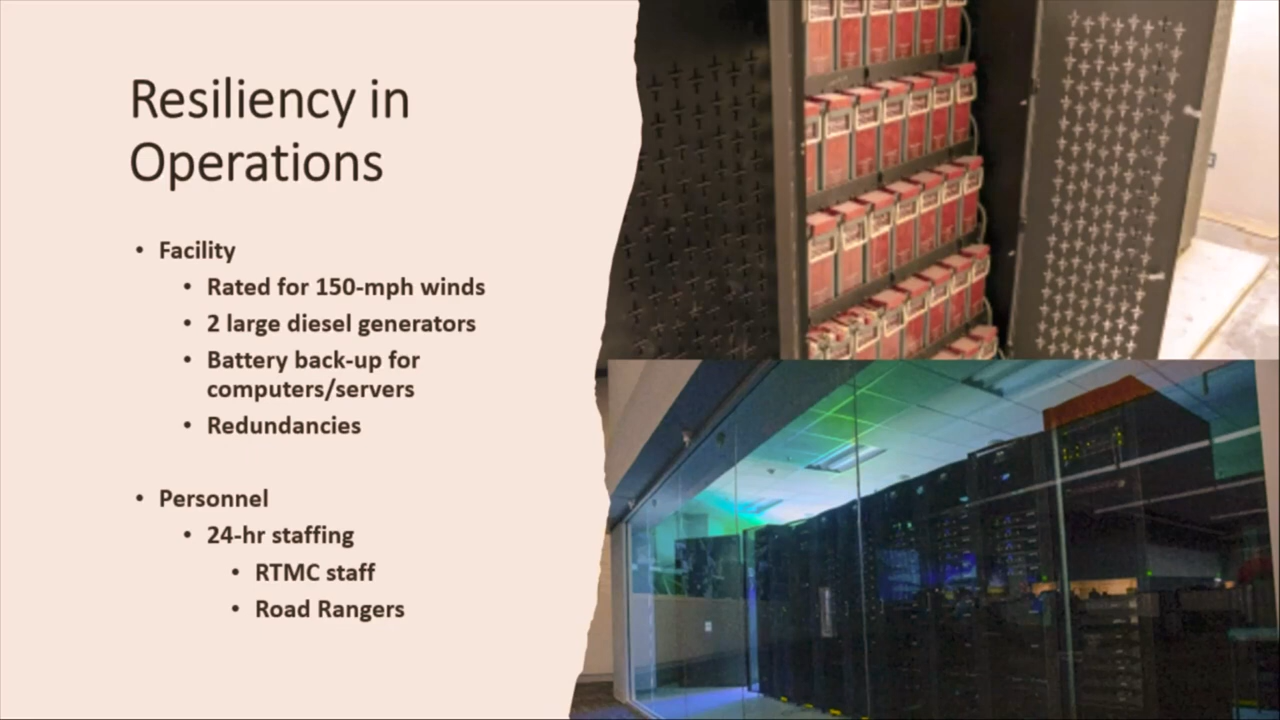 Resiliency in
Operations
• Facility
• Rated for 150-mph winds
• 2 large diesel generators
• Battery back-up for
computers/servers
• Redundancies
• Personnel
• 24-hr staffing
• RTMC staff
• Road Rangers